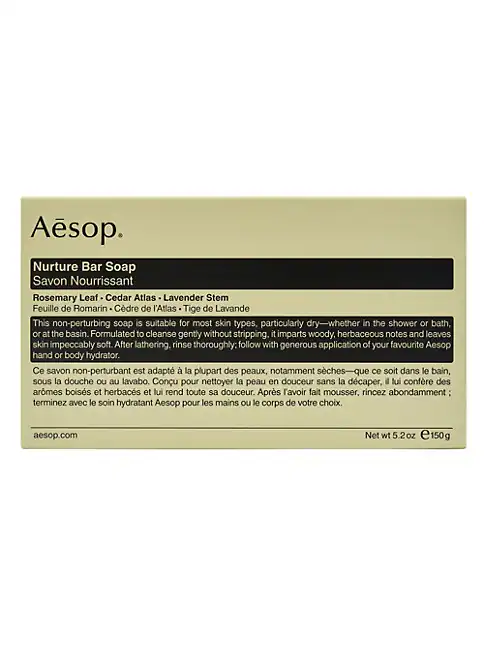 Aēsop®
Nurture Bar Soap
Savon Nourrissant
Rosemary Leaf • Cedar Atlas • Lavender Stem
Feuille de Romarin • Cèdre de l'Atlas • Tige de Lavande
This non-perturbing soap is suitable for most skin types, particularly dry—whether in the shower or bath,
or at the basin. Formulated to cleanse gently without stripping, it imparts woody, herbaceous notes and leaves
skin impeccably soft. After lathering, rinse thoroughly; follow with generous application of your favourite Aesop
hand or body hydrator.
Ce savon non-perturbant est adapté à la plupart des peaux, notamment sèches—que ce soit dans le bain,
sous la douche ou au lavabo. Conçu pour nettoyer la peau en douceur sans la décaper, il lui confère des
arômes boisés et herbacés et lui rend toute sa douceur. Après l'avoir fait mousser, rincez abondamment ;
terminez avec le soin hydratant Aesop pour les mains ou le corps de votre choix.
aesop.com Net wt 5.2 oz ℮150 g